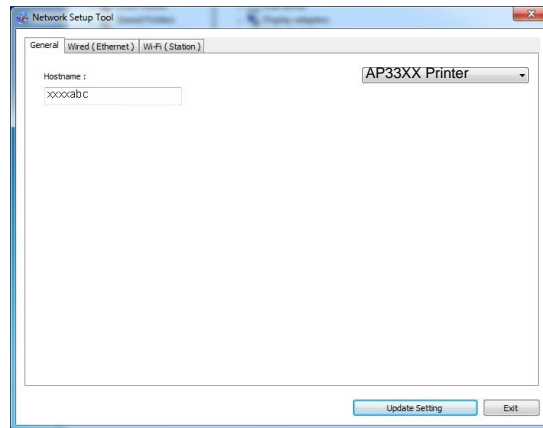 Network Setup Tool
General Wired ( Ethernet ) Wi-Fi ( Station )
Hostname :
AP33XX Printer
xxxxabc
Update Setting Exit